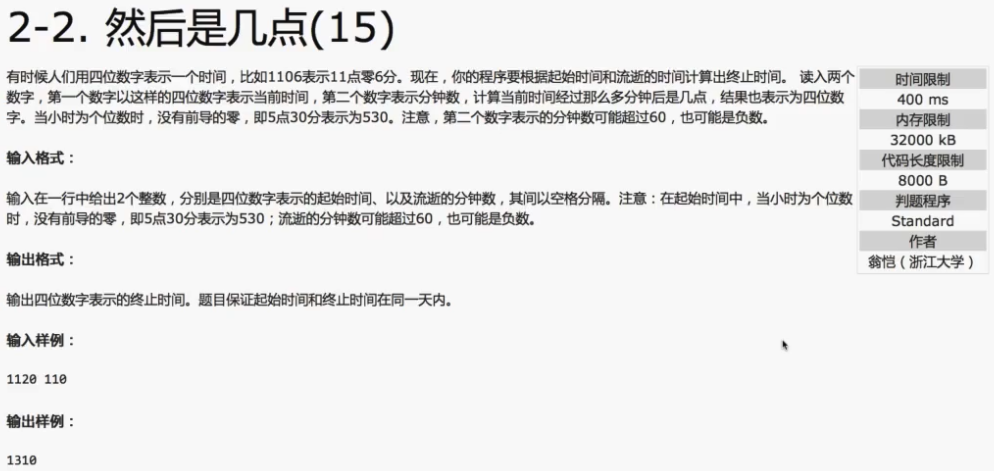 2-2. 然后是几点(15)
有时候人们用四位数字表示一个时间，比如1106表示11点零6分。现在，你的程序要根据起始时间和流逝的时间计算出终止时间。 读入两个
数字，第一个数字以这样的四位数字表示当前时间，第二个数字表示分钟数，计算当前时间经过那么多分钟后是几点，结果也表示为四位数
字。当小时为个位数时，没有前导的零，即5点30分表示为530。注意，第二个数字表示的分钟数可能超过60，也可能是负数。
输入格式：
输入在一行中给出2个整数，分别是四位数字表示的起始时间、以及流逝的分钟数，其间以空格分隔。注意：在起始时间中，当小时为个位数
时，没有前导的零，即5点30分表示为530；流逝的分钟数可能超过60，也可能是负数。
输出格式：
输出四位数字表示的终止时间。题目保证起始时间和终止时间在同一天内。
输入样例：
1120 110
输出样例：
1310
时间限制
400 ms
内存限制
32000 kB
代码长度限制
8000 B
判题程序
Standard
作者
翁恺（浙江大学）